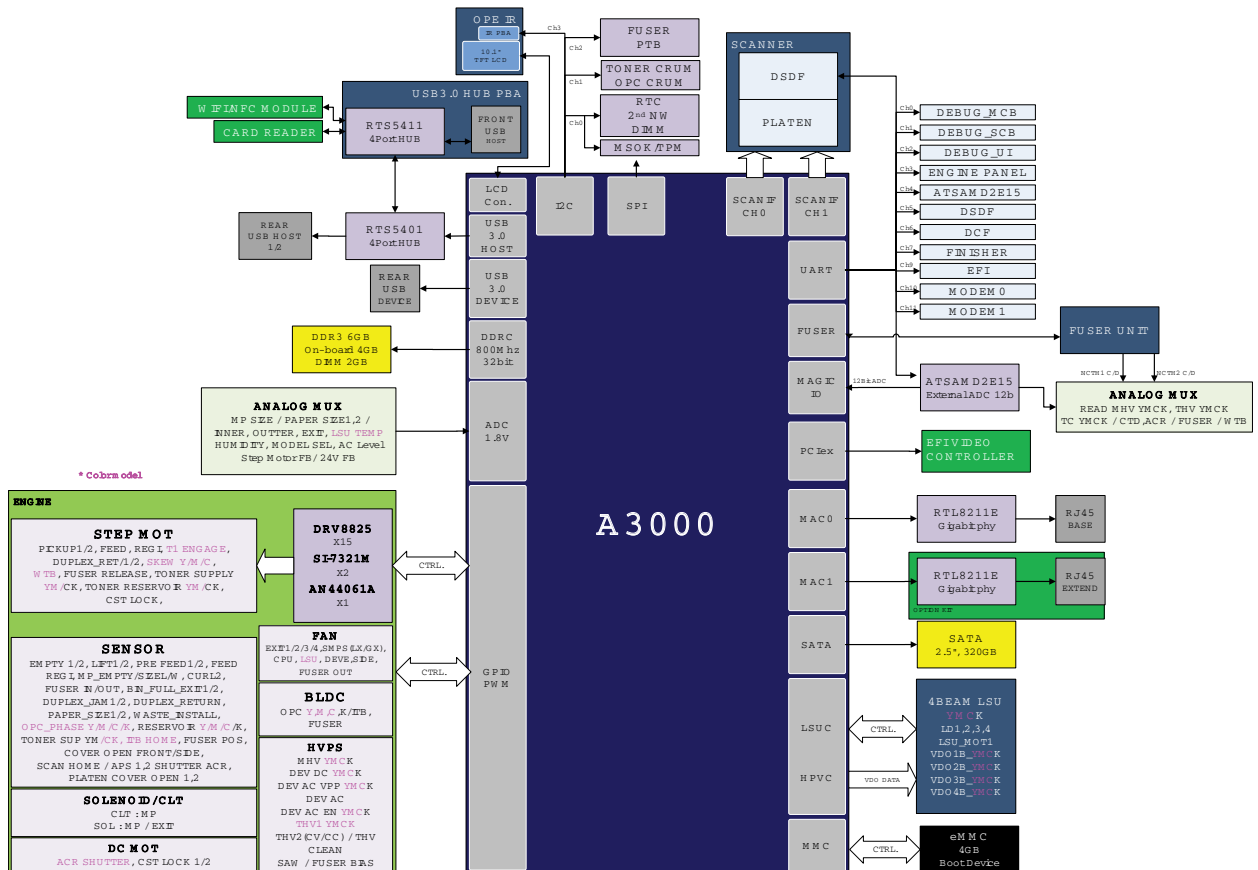 OPE IR
IR PBA
10.1"
TFT LCD
Ch3
Ch2
Ch1
Ch0
FUSER
PTB
TONER CRUM
OPC CRUM
RTC
2nd NW
DIMM
MSOK/TPM
SCANNER
DSDF
PLATEN
USB3.0 HUB PBA
RTS5411
4PortHUB
FRONT
USB
HOST
WIFI/NFC MODULE
CARD READER
REAR
USB HOST
1/2
RTS5401
4PortHUB
REAR
USB
DEVICE
DDR3 6GB
On-board 4GB
DIMM 2GB
ANALOG MUX
MP SIZE / PAPER SIZE1,2 /
INNER, OUTTER, EXIT, LSU TEMP
HUMIDITY, MODEL SEL, AC Level
Step Motor FB / 24V FB
LCD
Con.
USB
3.0
HOST
USB
3.0
DEVICE
DDRC
800Mhz
32bit
ADC
1.8V
GPIO
PWM
I2C
SPI
SCAN IF
CH0
SCAN IF
CH1
UART
FUSER
MAGIC
IO
PCIex
MAC0
MAC1
SATA
LSUC
HPVC
MMC
A3000
Ch0
DEBUG_MCB
Ch1
DEBUG_SCB
Ch2
DEBUG_UI
Ch3
ENGINE PANEL
Ch4
ATSAMD2E15
Ch5
DSDF
Ch6
DCF
Ch7
FINISHER
Ch9
EFI
Ch10
MODEM0
Ch11
MODEM1
FUSER UNIT
NCTH1 C/D
NCTH2 C/D
12Bit ADC
ATSAMD2E15
External ADC 12b
ANALOG MUX
READ MHV YMCK, THV YMCK
TC YMCK / CTD, ACR / FUSER / WTB
EFI VIDEO
CONTROLLER
RTL8211E
Gigabit phy
RJ45
BASE
RTL8211E
Gigabit phy
RJ45
EXTEND
OPTION KIT
SATA
2.5", 320GB
CTRL.
VDO DATA
4BEAM LSU
YMCK
LD1,2,3,4
LSU_MOT1
VDO1B_YMCK
VDO2B_YMCK
VDO3B_YMCK
VDO4B_YMCK
CTRL.
eMMC
4GB
Boot Device
* Color model
ENGINE
STEP MOT
PICKUP1/2, FEED, REGI, T1 ENGAGE,
DUPLEX_RET/1/2, SKEW Y/M/C,
WTB, FUSER RELEASE, TONER SUPPLY
YM/CK, TONER RESERVOIR YM/CK,
CST LOCK,
DRV8825
X15
SI-7321M
X2
AN44061A
X1
CTRL.
CTRL.
SENSOR
EMPTY 1/2, LIFT1/2, PRE FEED1/2, FEED
REGI, MP_EMPTY/SIZEL/W, CURL2,
FUSER IN/OUT, BIN_FULL_EXIT1/2,
DUPLEX_JAM1/2, DUPLEX_RETURN,
PAPER_SIZE1/2, WASTE_INSTALL,
OPC_PHASE Y/M/C/K, RESERVOIR Y/M/C/K,
TONER SUP YM/CK, ITB HOME, FUSER POS,
COVER OPEN FRONT/SIDE,
SCAN HOME / APS 1,2 SHUTTER ACR,
PLATEN COVER OPEN 1,2
SOLENOID/CLT
CLT : MP
SOL : MP / EXIT
DC MOT
ACR SHUTTER, CST LOCK 1/2
FAN
EXIT1/2/3/4, SMPS (LX/GX),
CPU, LSU, DEVE, SIDE,
FUSER OUT
BLDC
OPC Y,M,C,K/ITB,
FUSER
HVPS
MHV YMCK
DEV DC YMCK
DEV AC VPP YMCK
DEV AC
DEV AC EN YMCK
THV1 YMCK
THV2 (CV/CC) / THV
CLEAN
SAW / FUSER BIAS